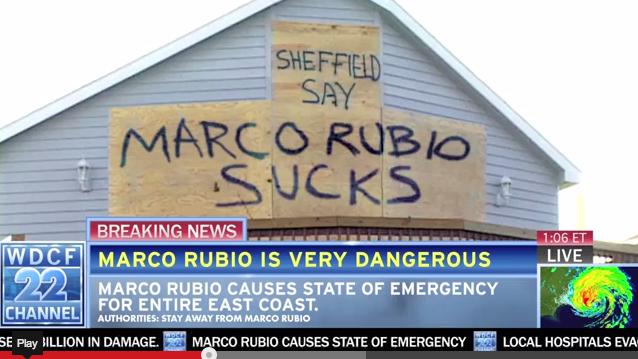 SHEFFIELD
SAY
MARCO RUBIO
SUCKS
BREAKING NEWS
1:06 ET
MARCO RUBIO IS VERY DANGEROUS
LIVE
WDCF
22
CHANNEL
MARCO RUBIO CAUSES STATE OF EMERGENCY
FOR ENTIRE EAST COAST.
AUTHORITIES: STAY AWAY FROM MARCO RUBIO
BILLION IN DAMAGE. MARCO RUBIO CAUSES STATE OF EMERGENCY LOCAL HOSPITALS EVA
Play